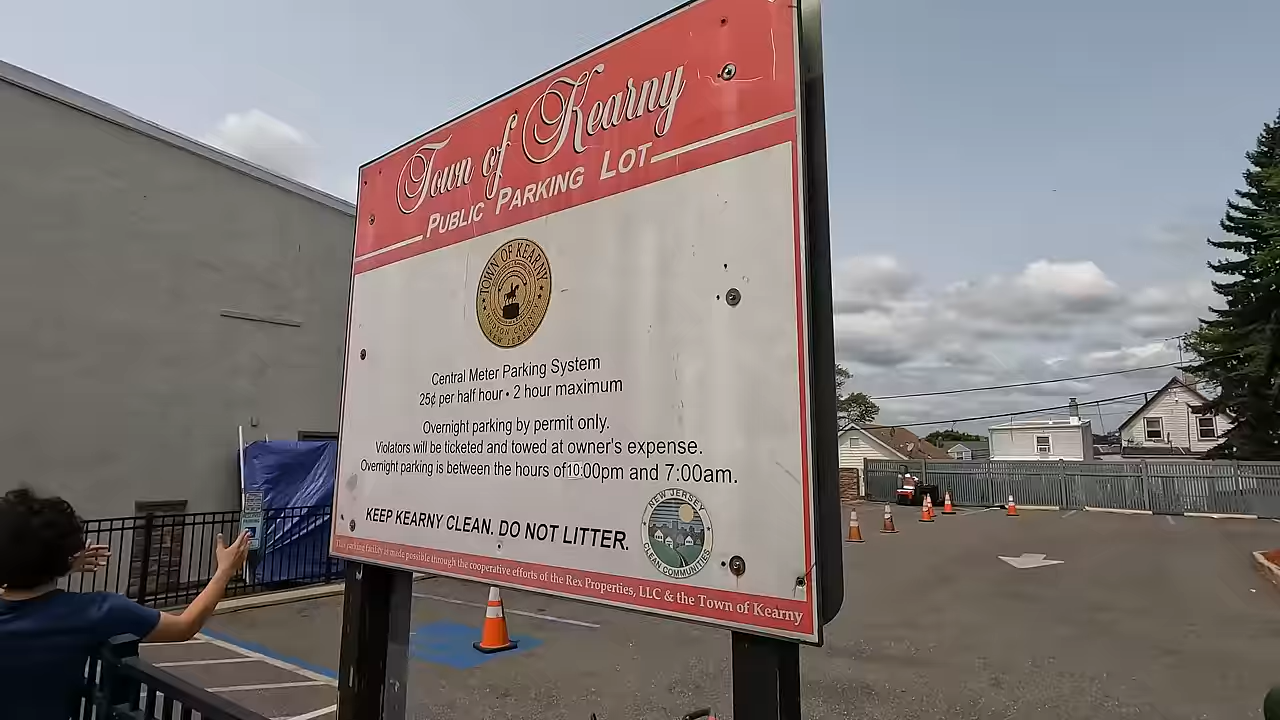 Town of Kearny
PUBLIC PARKING LOT
TOWN OF KEARNY
NEW JERSEY
Central Meter Parking System
25¢ per half hour • 2 hour maximum
Overnight parking by permit only.
Violators will be ticketed and towed at owner's expense.
Overnight parking is between the hours of 10:00pm and 7:00am.
KEEP KEARNY CLEAN. DO NOT LITTER.
NEW JERSEY
CLEAN COMMUNITIES
This parking facility is made possible through the cooperative efforts of the Rex Properties, LLC & the Town of Kearny